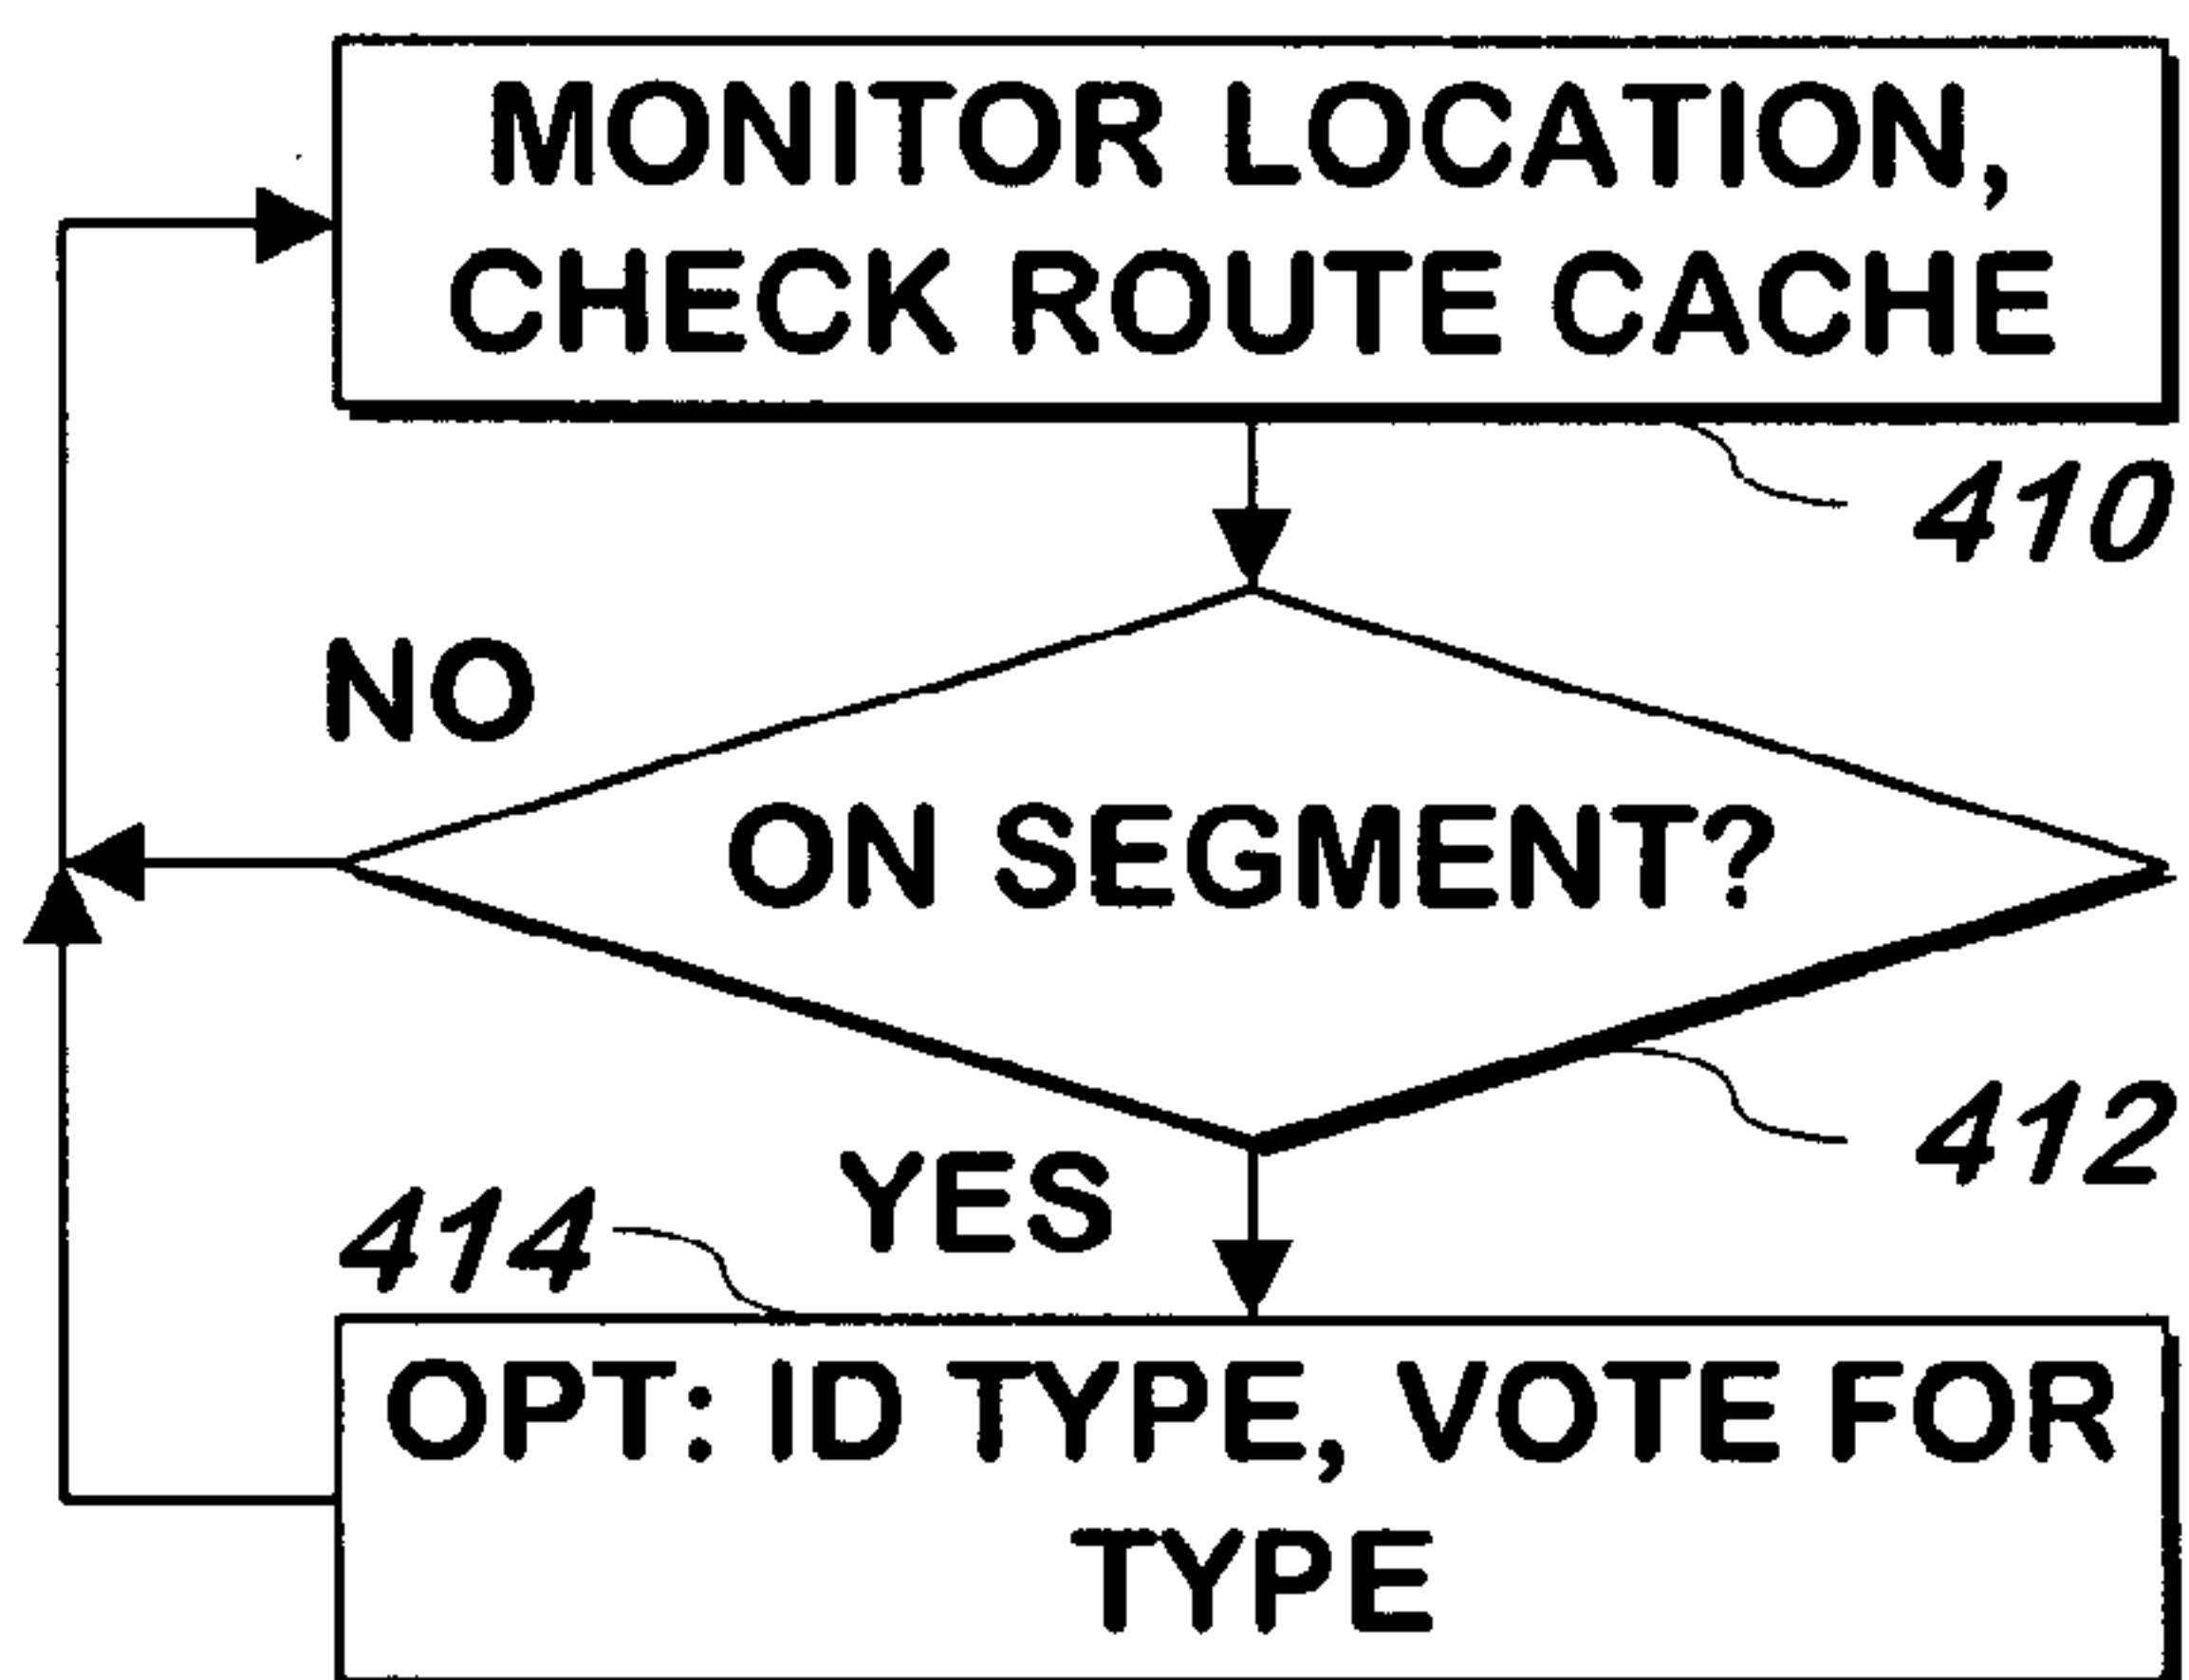 MONITOR LOCATION,
CHECK ROUTE CACHE
410
NO
ON SEGMENT?
412
YES
414
OPT: ID TYPE, VOTE FOR
TYPE